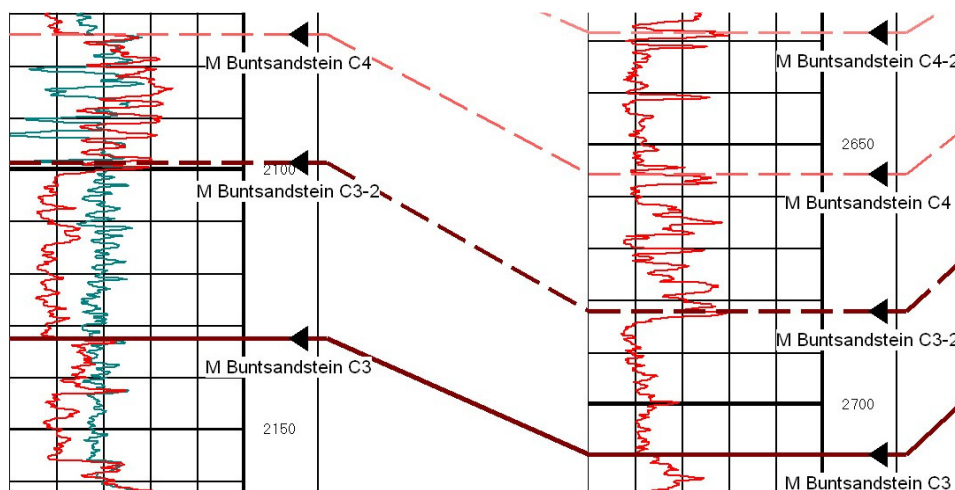 M Buntsandstein C4
2100
M Buntsandstein C3-2
M Buntsandstein C3
2150
M Buntsandstein C4-2
2650
M Buntsandstein C4
M Buntsandstein C3-2
2700
M Buntsandstein C3